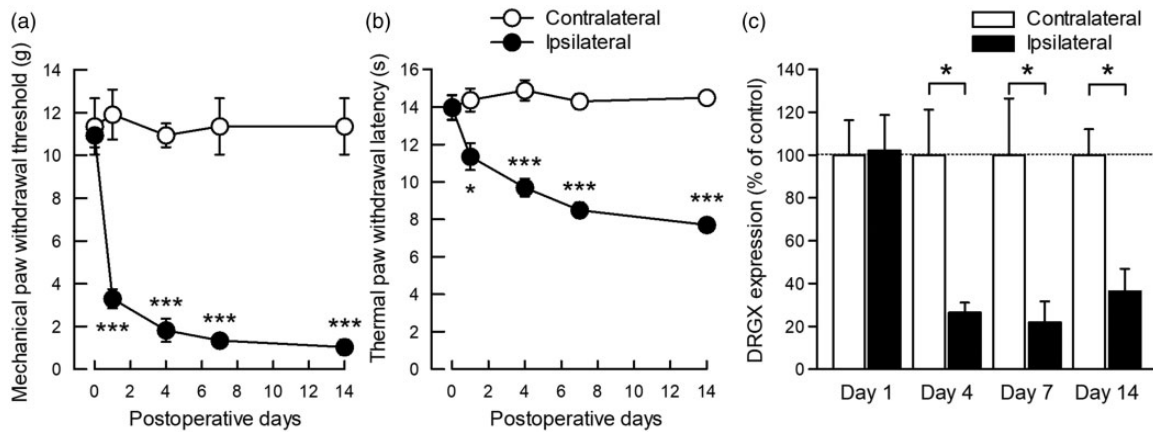 (a)
Mechanical paw withdrawal threshold (g)
14
12
10
8
6
4
2
0
***
***
***
***
0 2 4 6 8 10 12 14
Postoperative days
(b)
Contralateral
Ipsilateral
Thermal paw withdrawal latency (s)
16
14
12
10
8
6
4
2
0
*
***
***
***
0 2 4 6 8 10 12 14
Postoperative days
(c)
Contralateral
Ipsilateral
DRGX expression (% of control)
140
120
100
80
60
40
20
0
*
*
*
Day 1 Day 4 Day 7 Day 14